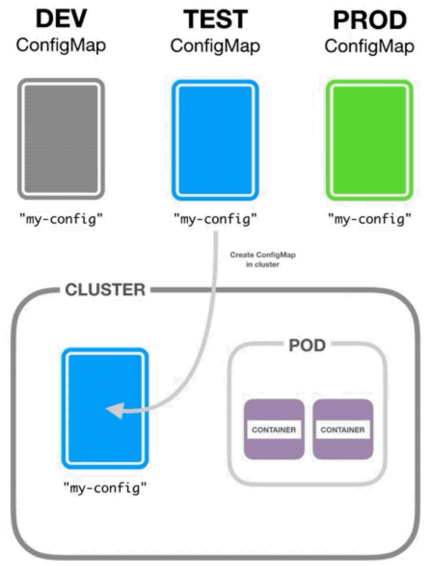 DEV
ConfigMap
TEST
ConfigMap
PROD
ConfigMap
"my-config"
"my-config"
"my-config"
Create ConfigMap
in cluster
CLUSTER
POD
CONTAINER
CONTAINER
"my-config"